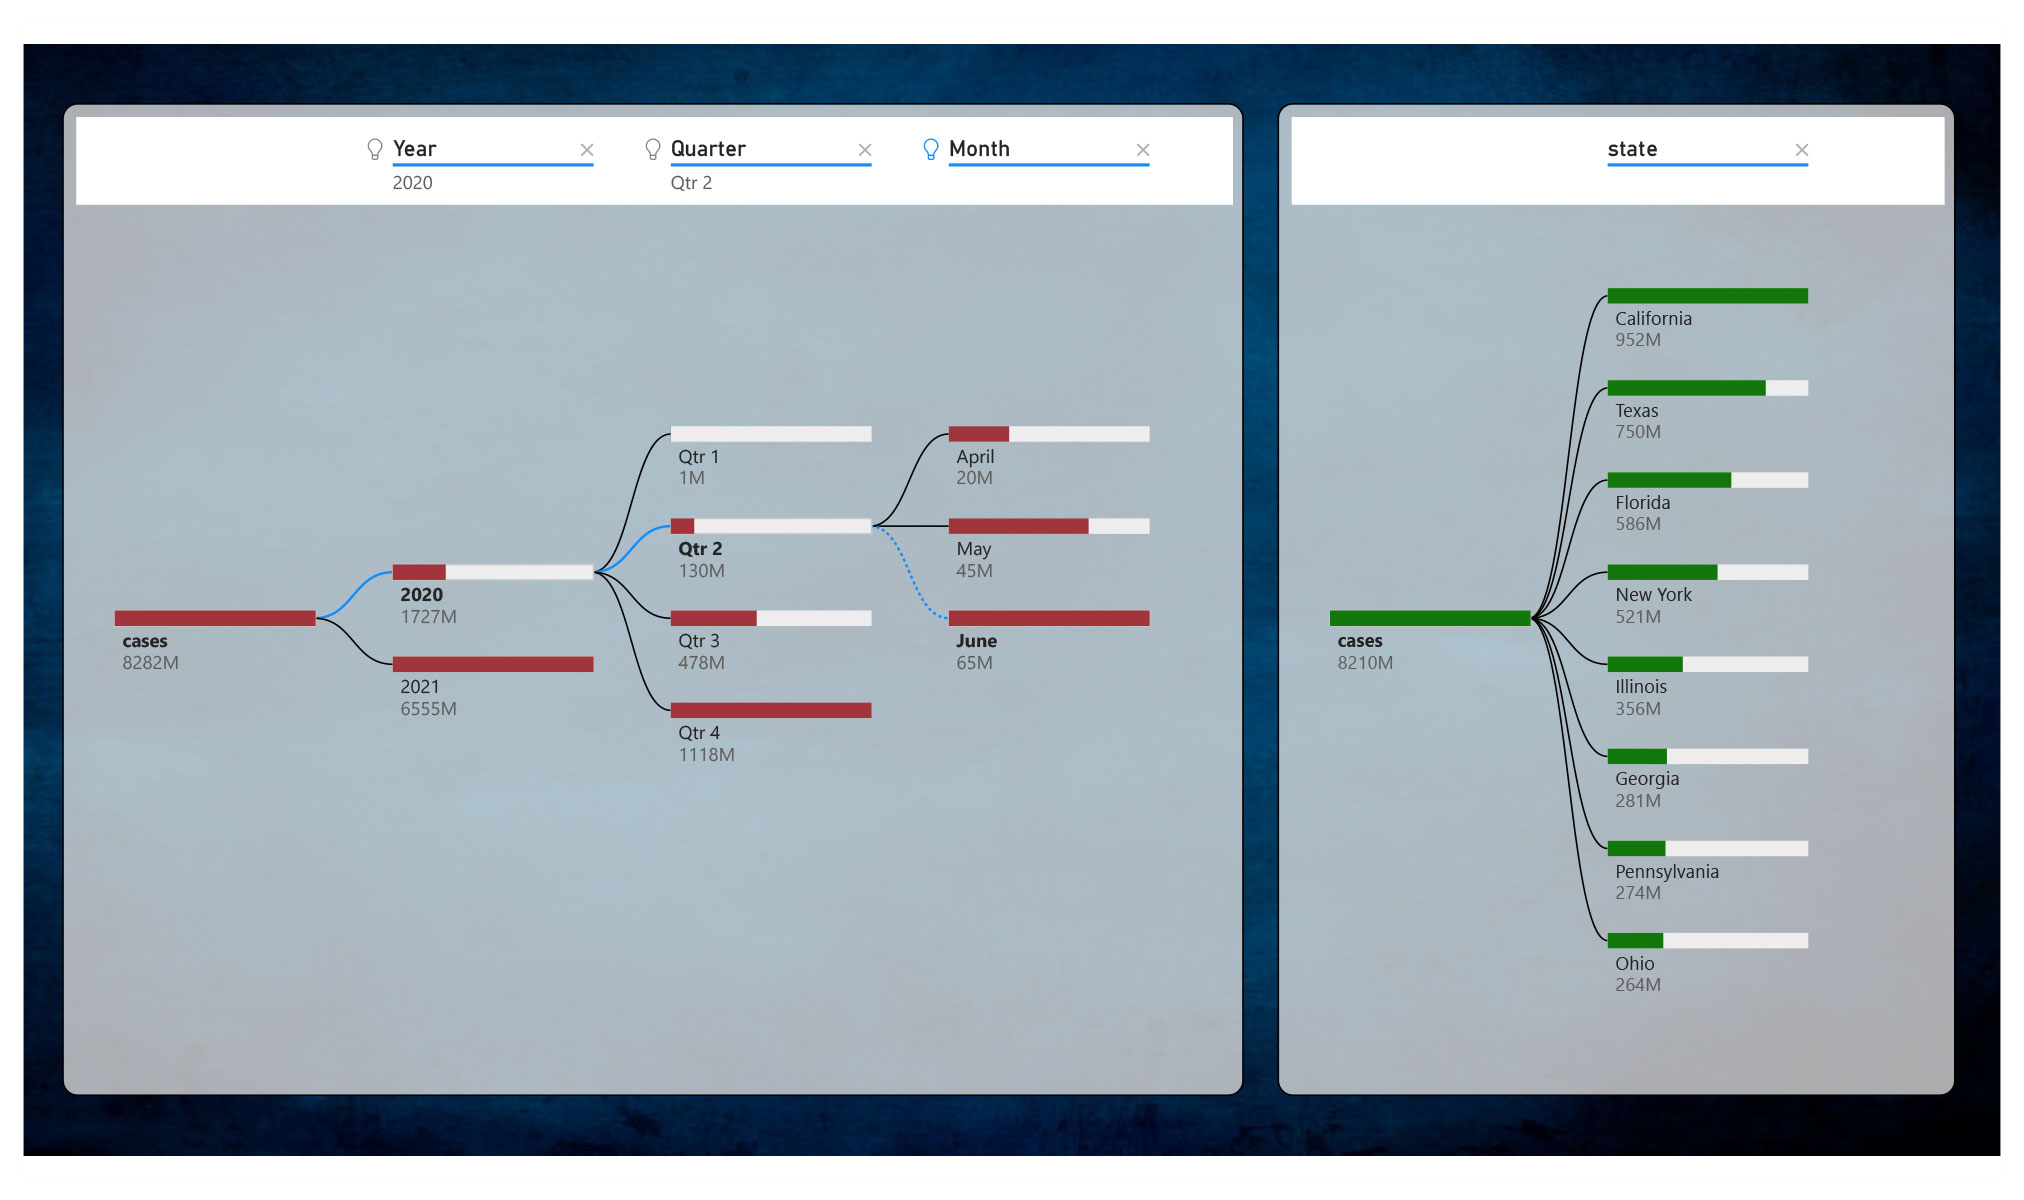 Year
2020
Quarter
Qtr 2
Month
cases
8282M
2020
1727M
2021
6555M
Qtr 1
1M
Qtr 2
130M
Qtr 3
478M
Qtr 4
1118M
April
20M
May
45M
June
65M
state
cases
8210M
California
952M
Texas
750M
Florida
586M
New York
521M
Illinois
356M
Georgia
281M
Pennsylvania
274M
Ohio
264M